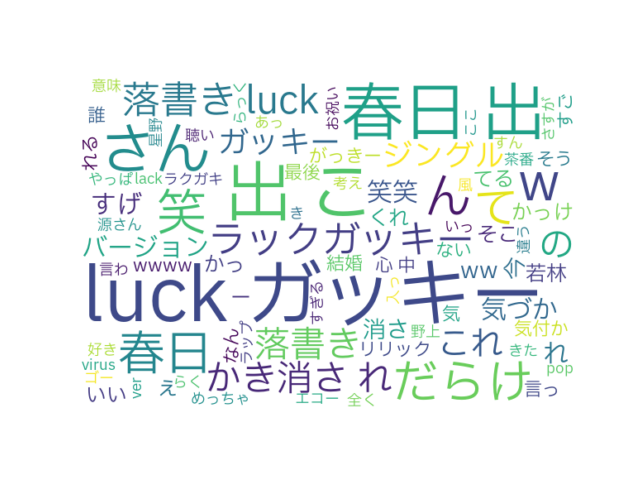 意味
落書き
luck
春日
出
すご
誰
星野
聴い
らっく
お祝い
あっ
ここ
さすが
れる
さん
ガッキー
がっきー
ジングル
すん
茶番
そう
やっぱ
lack
ラクガキ
最後
考え
笑笑
てる
w
すげ
笑
出
こ
ん
風
て
かっけ
源さん
き
くれ
いっ
そこ
違う
の
バージョン
ラックガッキー
ない
言わ
wwww
かっ
結婚
心
中
ww
今
若林
luck
ガッキー
ー
すぎる
入っ
気
気づか
春日
なん
ラップ
落書き
消さ
野上
これ
気付か
れ
好き
リリック
きた
virus
ゴー
らく
かき消さ
れ
だらけ
pop
いい
ver
え
めっちゃ
エコー
全く
言っ